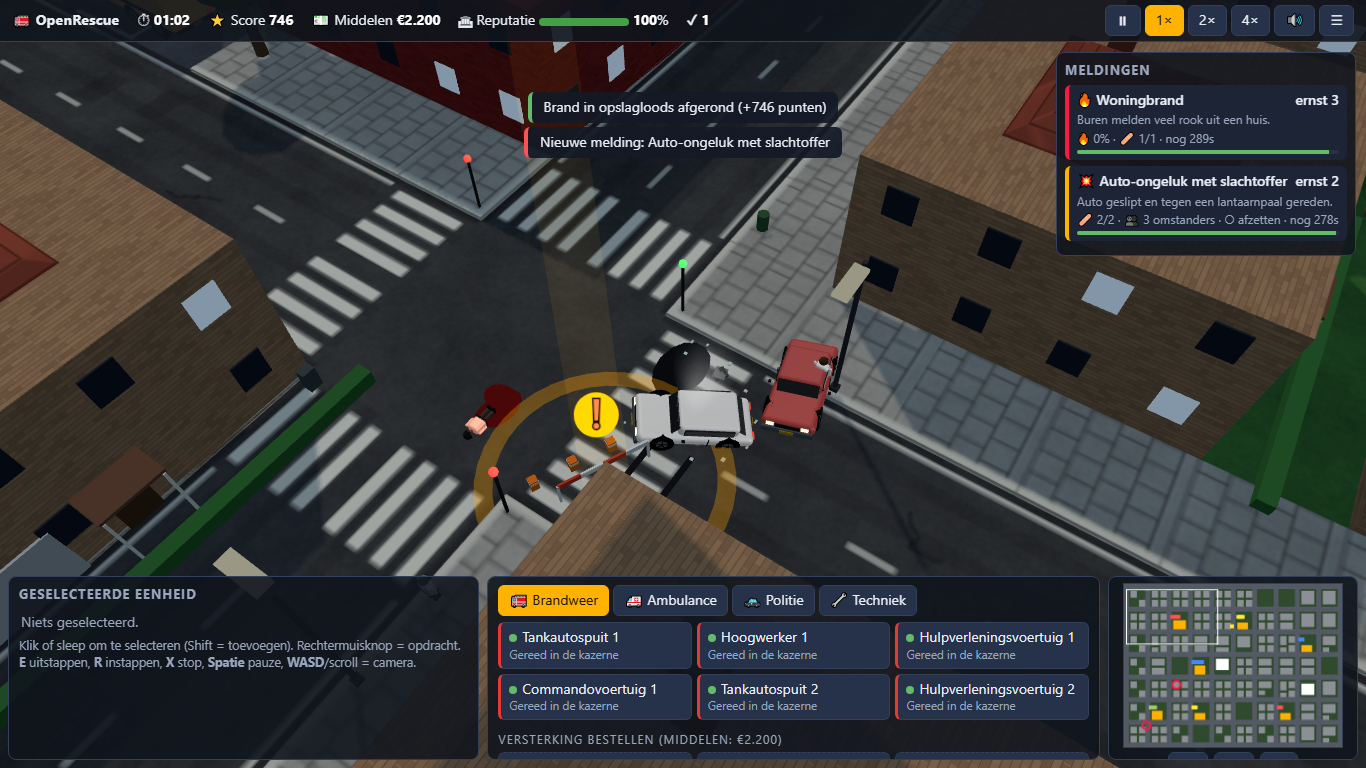 OpenRescue 01:02 Score 746 Middelen €2.200 Reputatie 100% ✓ 1
1× 2× 4×
MELDINGEN
Woningbrand ernst 3
Buren melden veel rook uit een huis.
0% · 1/1 · nog 289s
Auto-ongeluk met slachtoffer ernst 2
Auto geslipt en tegen een lantaarnpaal gereden.
2/2 · 3 omstanders · afzetten · nog 278s
Brand in opslagloods afgerond (+746 punten)
Nieuwe melding: Auto-ongeluk met slachtoffer
GESELECTEERDE EENHEID
Niets geselecteerd.
Klik of sleep om te selecteren (Shift = toevoegen). Rechtermuisknop = opdracht.
E uitstappen, R instappen, X stop, Spatie pauze, WASD/scroll = camera.
Brandweer Ambulance Politie Techniek
Tankautospuit 1 Hoogwerker 1 Hulpverleningsvoertuig 1
Gereed in de kazerne Gereed in de kazerne Gereed in de kazerne
Commandovoertuig 1 Tankautospuit 2 Hulpverleningsvoertuig 2
Gereed in de kazerne Gereed in de kazerne Gereed in de kazerne
VERSTERKING BESTELLEN (MIDDELEN: €2.200)